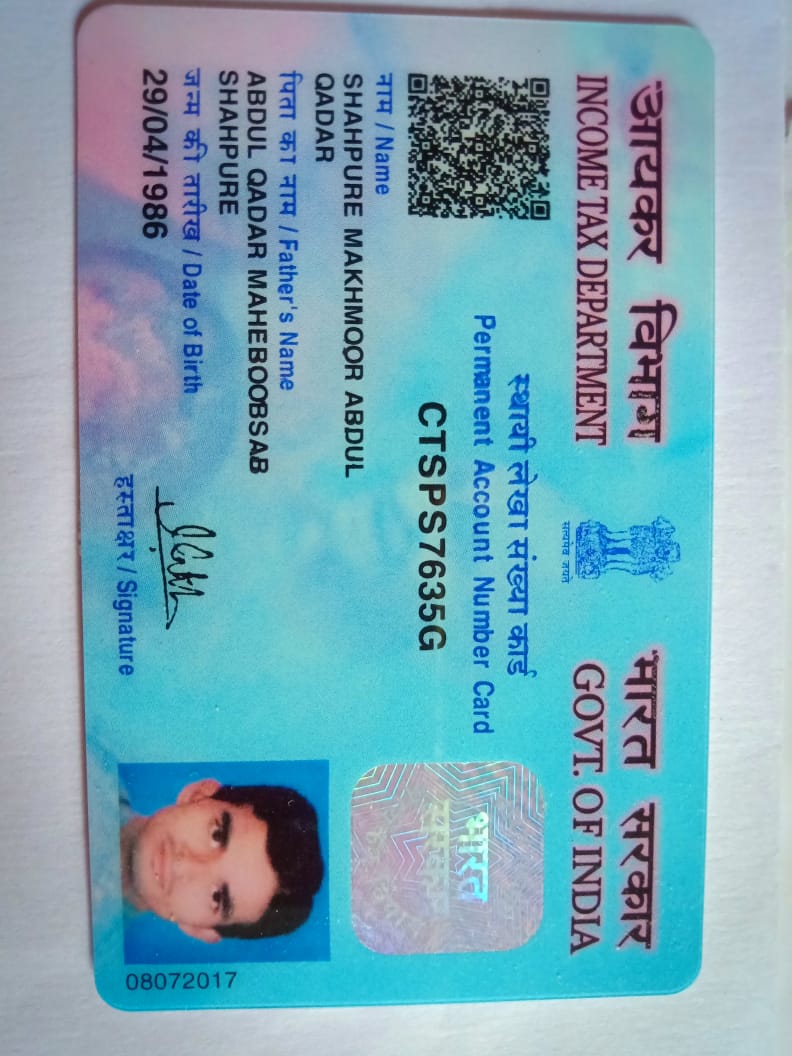 आयकर विभाग
INCOME TAX DEPARTMENT
सत्यमेव जयते
भारत सरकार
GOVT. OF INDIA
स्थायी लेखा संख्या कार्ड
Permanent Account Number Card
CTSPS7635G
नाम / Name
SHAHPURE MAKHMOOR ABDUL
QADAR
पिता का नाम / Father's Name
ABDUL QADAR MAHEBOOBSAB
SHAHPURE
जन्म की तारीख / Date of Birth
29/04/1986
हस्ताक्षर / Signature
भारत
08072017